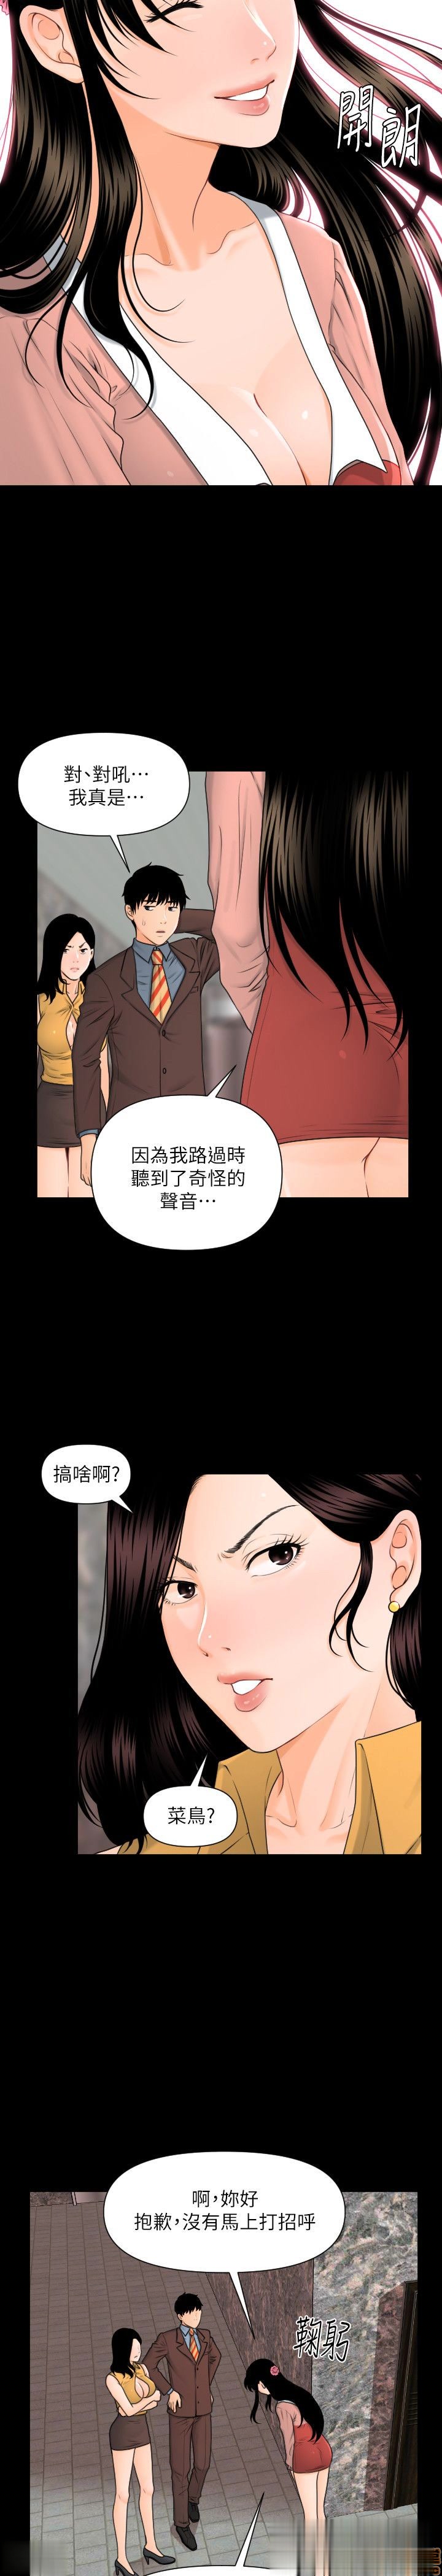 開朗
對、對吼⋯
我真是⋯
因為我路過時
聽到了奇怪的
聲音⋯
搞啥啊?
菜鳥?
啊,妳好
抱歉,沒有馬上打招呼
鞠躬